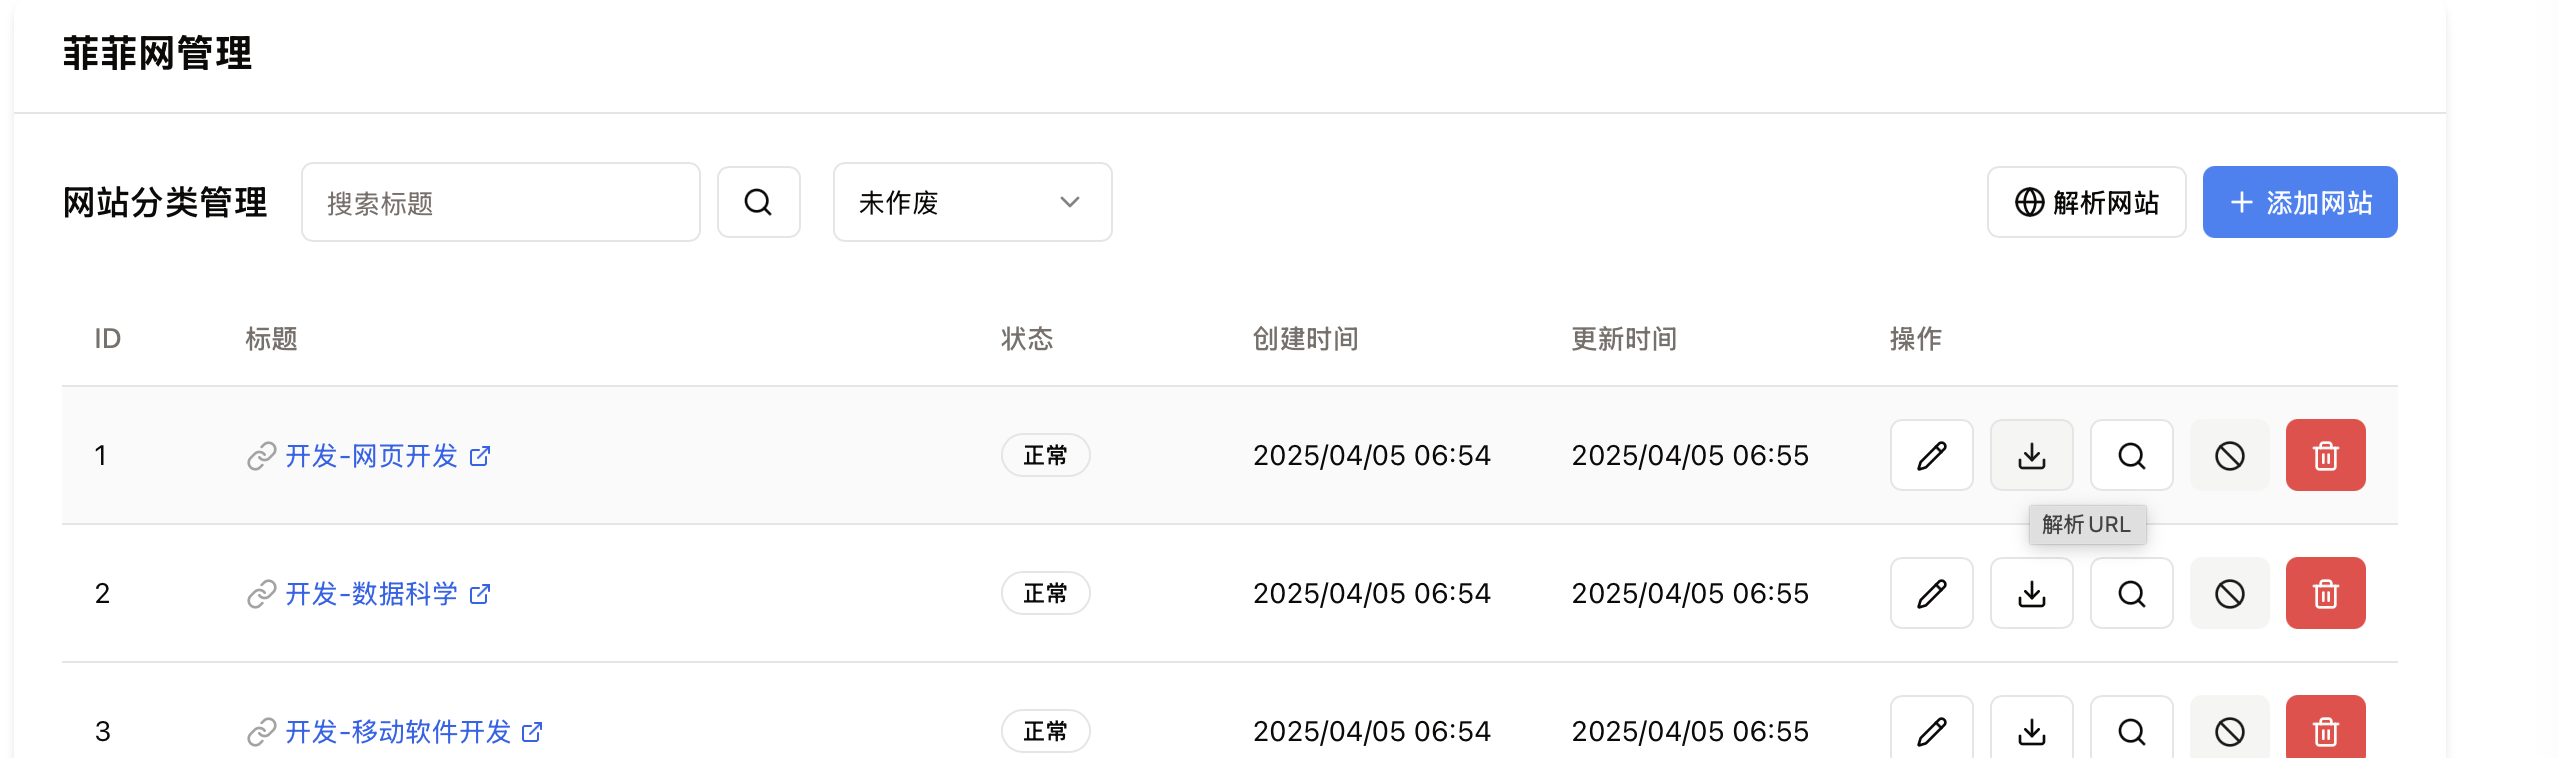 菲菲网管理
网站分类管理 搜索标题 未作废 解析网站 添加网站
ID 标题 状态 创建时间 更新时间 操作
1 开发-网页开发 正常 2025/04/05 06:54 2025/04/05 06:55
解析 URL
2 开发-数据科学 正常 2025/04/05 06:54 2025/04/05 06:55
3 开发-移动软件开发 正常 2025/04/05 06:54 2025/04/05 06:55